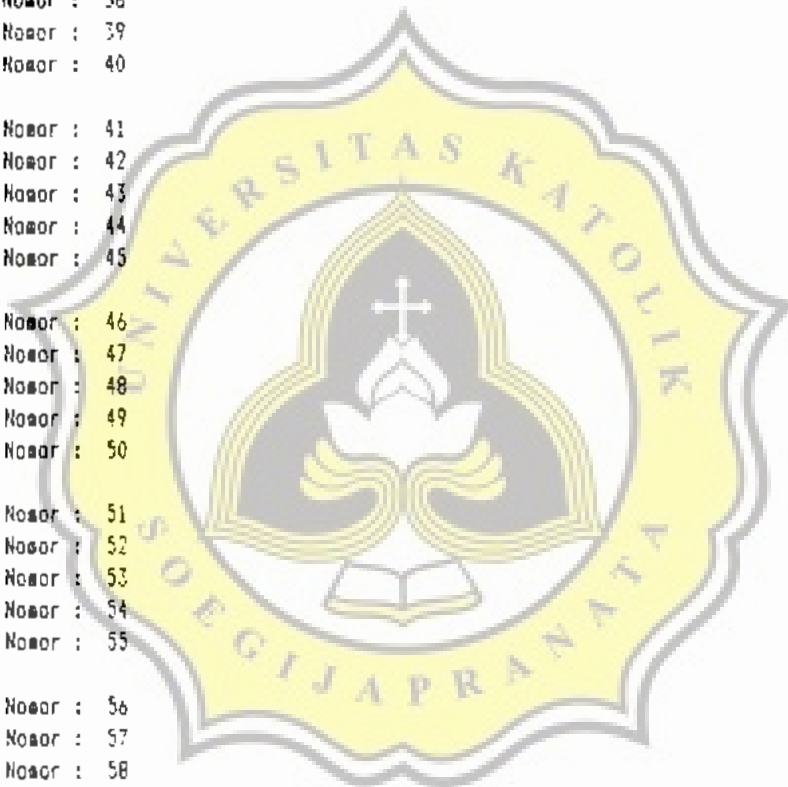 Nomor : 38
Nomor : 39
Nomor : 40
Nomor : 41
Nomor : 42
Nomor : 43
Nomor : 44
Nomor : 45
Nomor : 46
Nomor : 47
Nomor : 48
Nomor : 49
Nomor : 50
Nomor : 51
Nomor : 52
Nomor : 53
Nomor : 54
Nomor : 55
Nomor : 56
Nomor : 57
Nomor : 58
UNIVERSITAS KATOLIK
SOEGIJAPRANATA